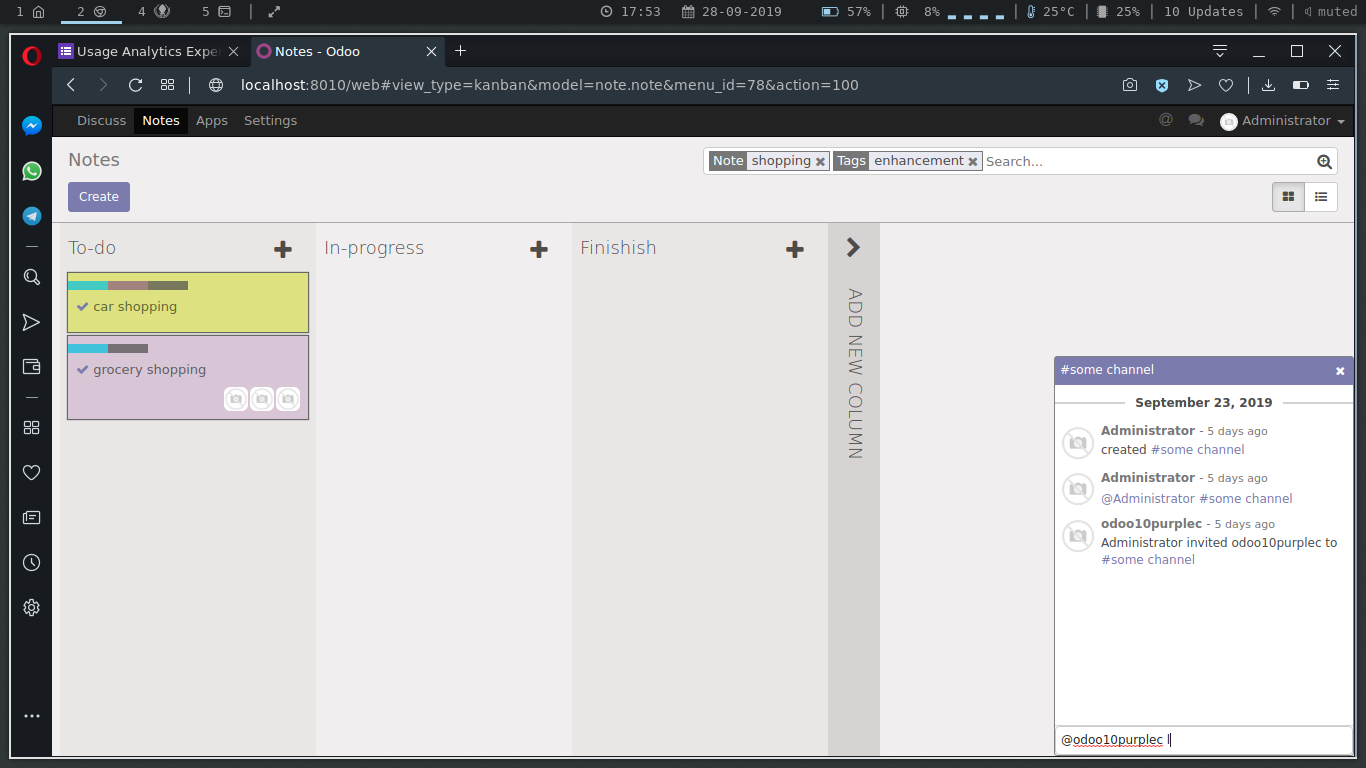 1 2 4 5 17:53 28-09-2019 57% 8% 25°C 25% 10 Updates muted
Usage Analytics Expe Notes - Odoo
localhost:8010/web#view_type=kanban&model=note.note&menu_id=78&action=100
Discuss Notes Apps Settings @ Administrator
Notes Note shopping Tags enhancement Search...
Create
To-do In-progress Finishish
ADD NEW COLUMN
car shopping
grocery shopping
#some channel
September 23, 2019
Administrator - 5 days ago
created #some channel
Administrator - 5 days ago
@Administrator #some channel
odoo10purplec - 5 days ago
Administrator invited odoo10purplec to
#some channel
@odoo10purplec l